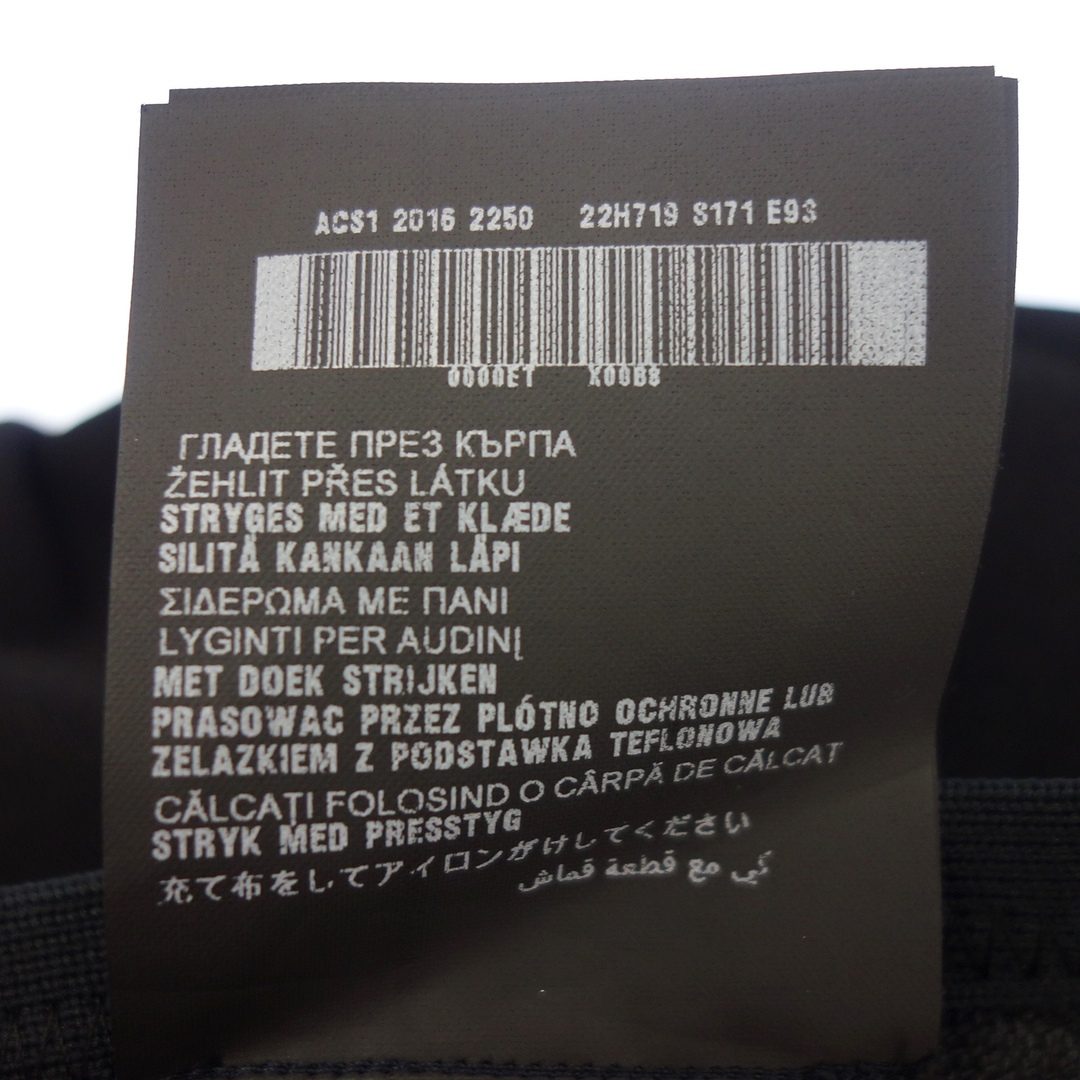 ACS1 2016 2250 22H719 S171 E93
0000ET X00B8
ГЛАДЕТЕ ПРЕЗ КЪРПА
ŽEHLIT PŘES LÁTKU
STRYGES MED ET KLÆDE
SILITÄ KANKAAN LÄPI
ΣΙΔΕΡΩΜΑ ΜΕ ΠΑΝΙ
LYGINTI PER AUDINĮ
MET DOEK STRIJKEN
PRASOWAC PRZEZ PLÓTNO OCHRONNE LUB
ZELAZKIEM Z PODSTAWKA TEFLONOWA
CĂLCAȚI FOLOSIND O CÂRPĂ DE CĂLCAT
STRYK MED PRESSTYG
充て布をしてアイロンがけしてください
كي مع قطعة قماش